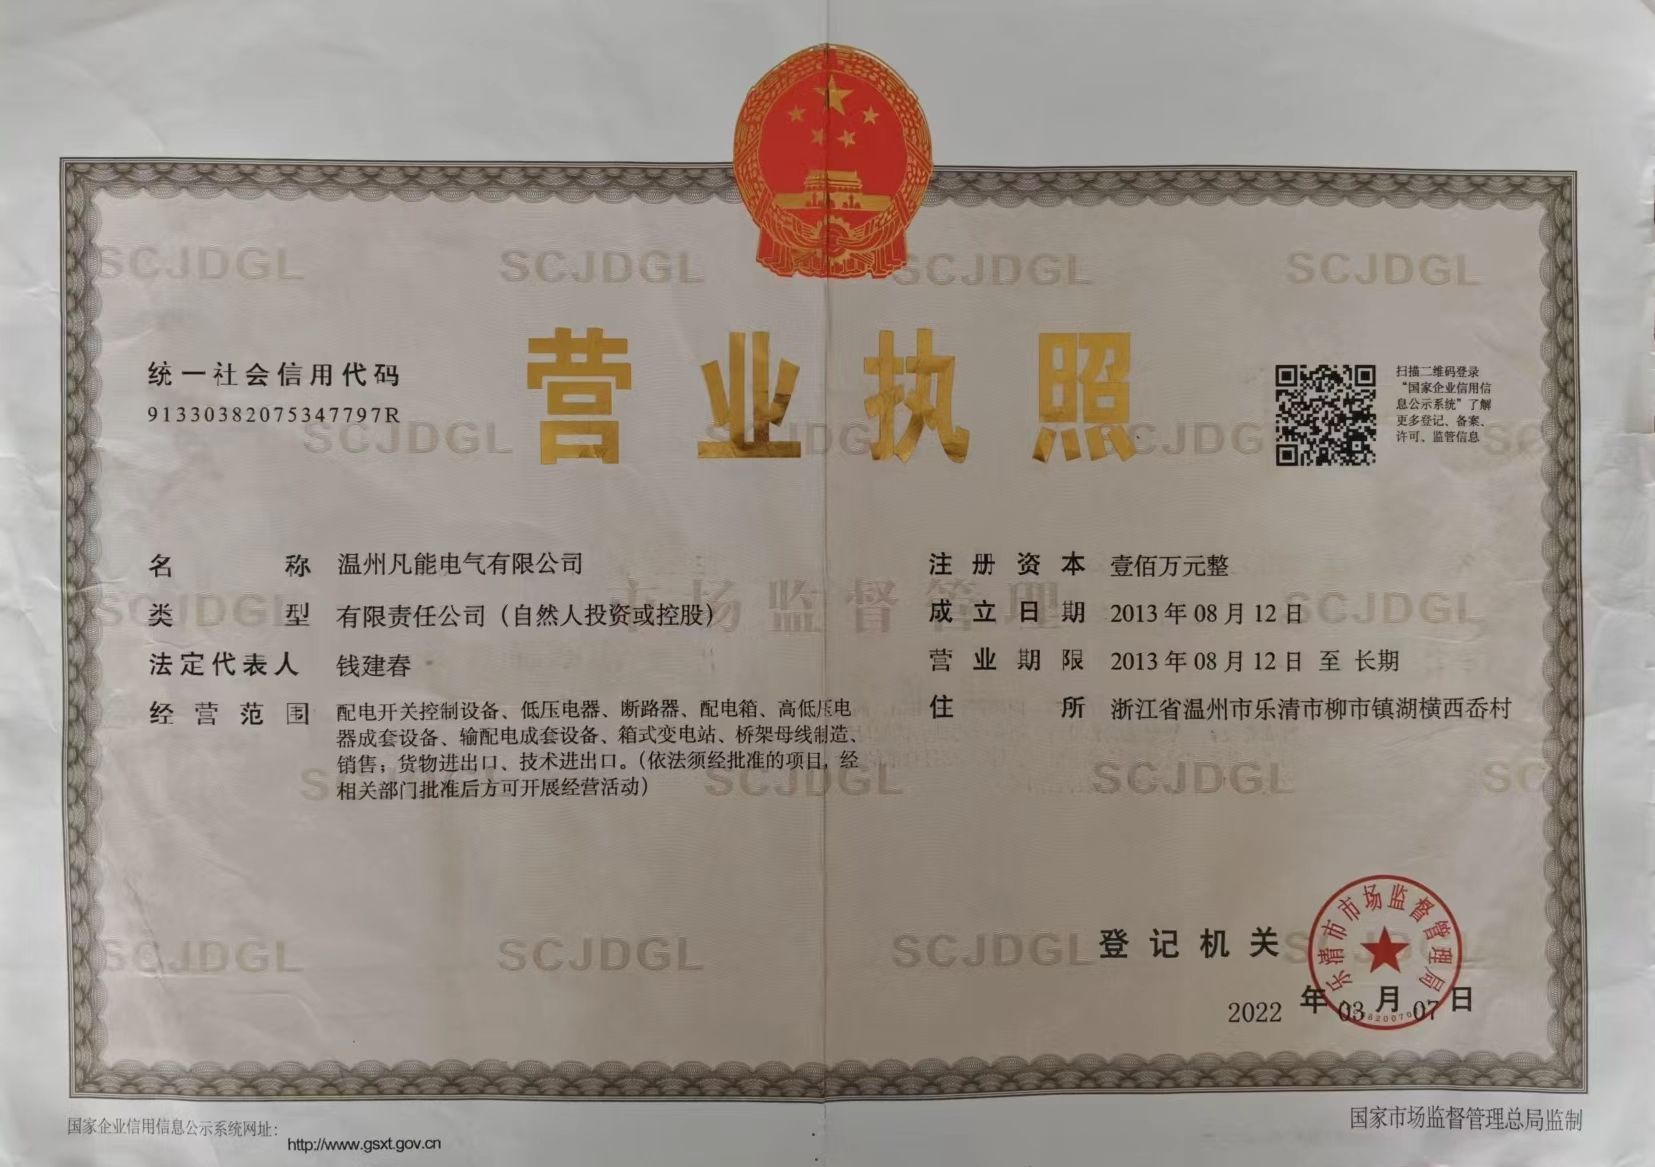 统一社会信用代码
91330382075347797R
营业执照
扫描二维码登录
“国家企业信用信
息公示系统”了解
更多登记、备案、
许可、监管信息
名称 温州凡能电气有限公司
类型 有限责任公司（自然人投资或控股）
法定代表人 钱建春
经营范围 配电开关控制设备、低压电器、断路器、配电箱、高低压电
器成套设备、输配电成套设备、箱式变电站、桥架母线制造、
销售；货物进出口、技术进出口。（依法须经批准的项目，经
相关部门批准后方可开展经营活动）
注册资本 壹佰万元整
成立日期 2013年08月12日
营业期限 2013年08月12日 至 长期
住所 浙江省温州市乐清市柳市镇湖横西岙村
市场监督管理
SCJDGL
登记机关
乐清市市场监督管理局
2022年03月07日
国家企业信用信息公示系统网址：
http://www.gsxt.gov.cn
国家市场监督管理总局监制